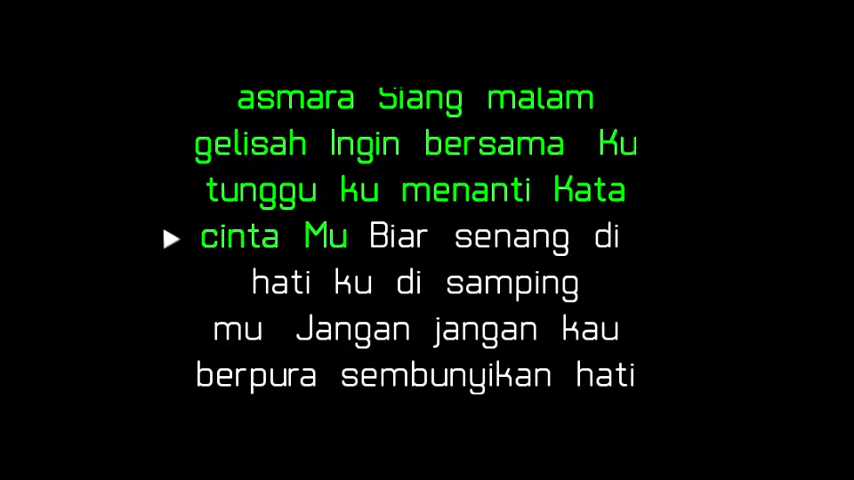 asmara Siang malam
gelisah Ingin bersama Ku
tunggu ku menanti Kata
cinta Mu Biar senang di
hati ku di samping
mu Jangan jangan kau
berpura sembunyikan hati